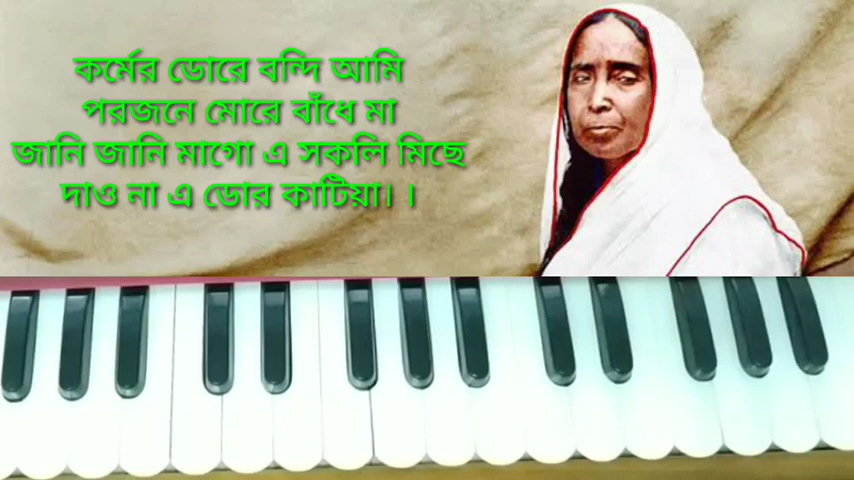 কর্মের ডোরে বন্দি আমি
পরজনে মোরে বাঁধে মা
জানি জানি মাগো এ সকলি মিছে
দাও না এ ডোর কাটিয়া।।